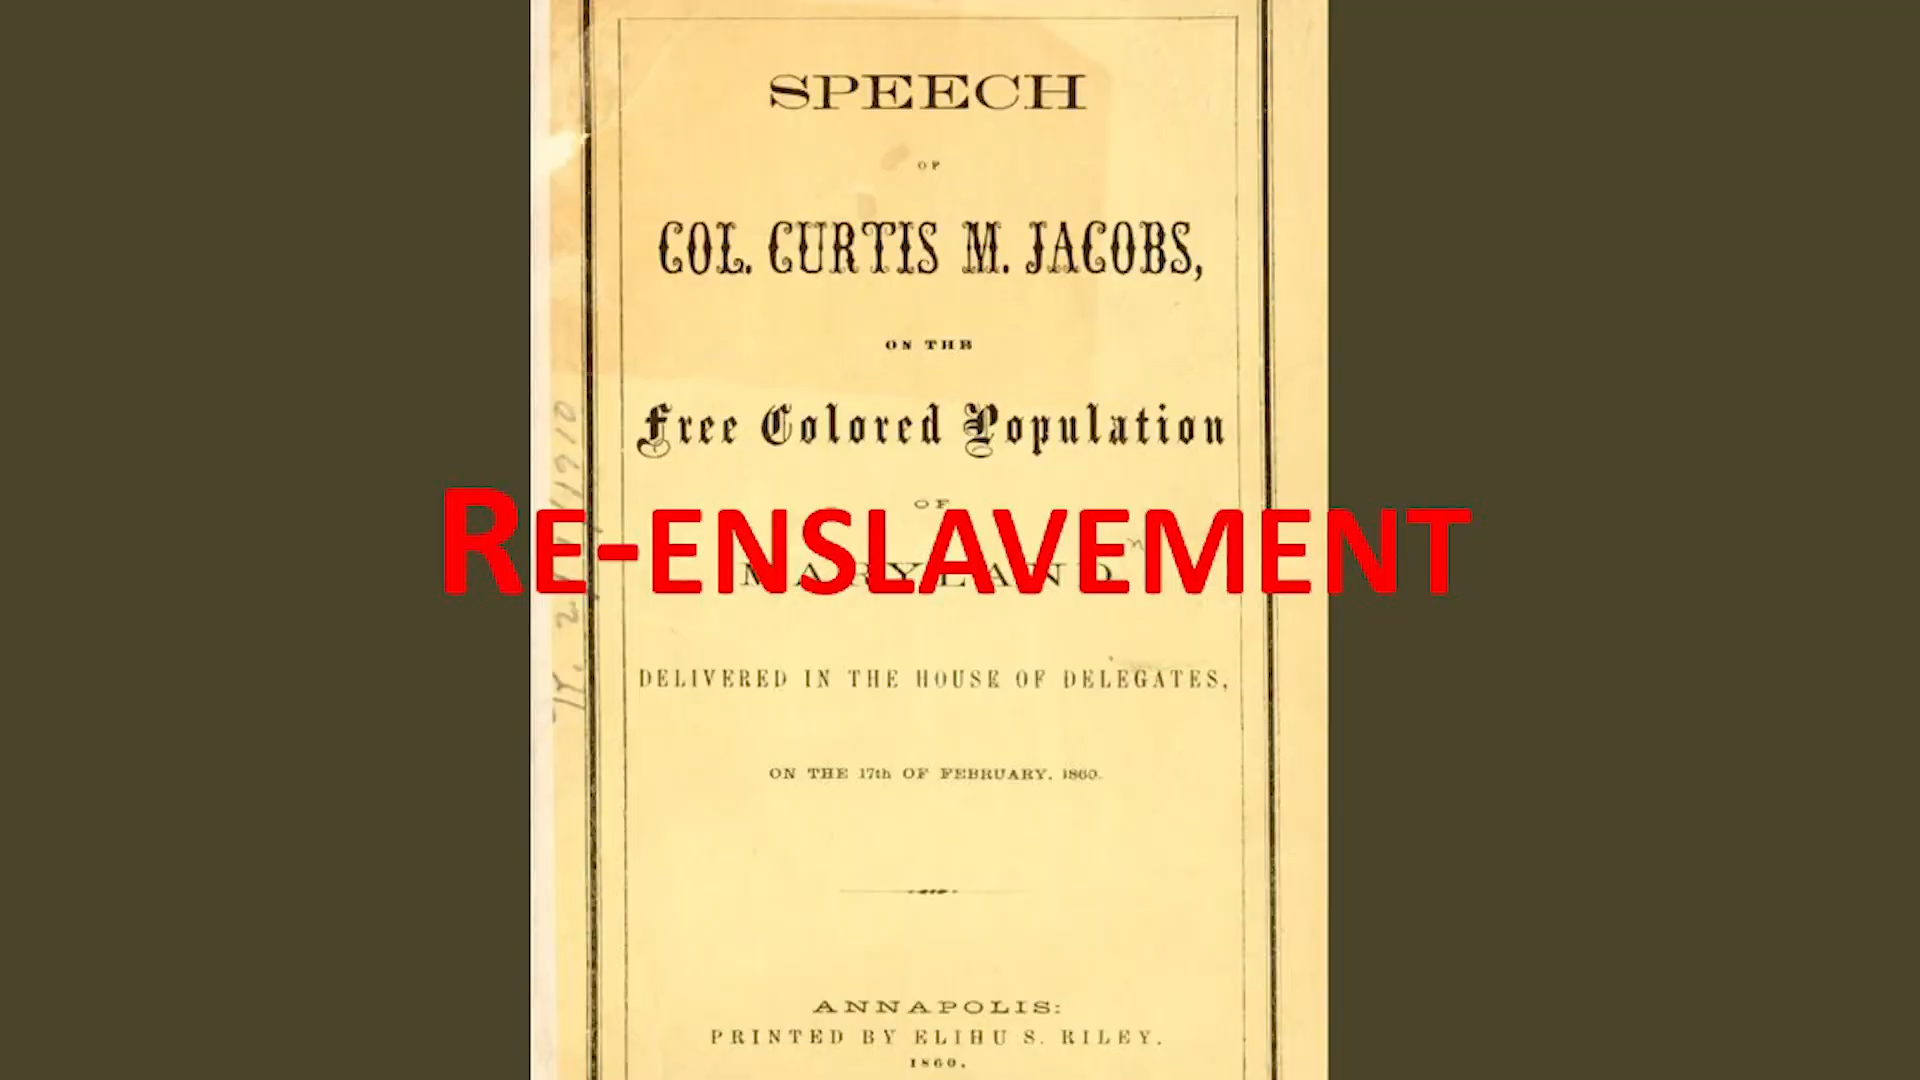 SPEECH
OF
COL. CURTIS M. JACOBS,
ON THE
Free Colored Population
OF
RE-ENSLAVEMENT
MARYLAND
DELIVERED IN THE HOUSE OF DELEGATES,
ON THE 17th OF FEBRUARY, 1860.
ANNAPOLIS:
PRINTED BY ELIHU S. RILEY.
1860.